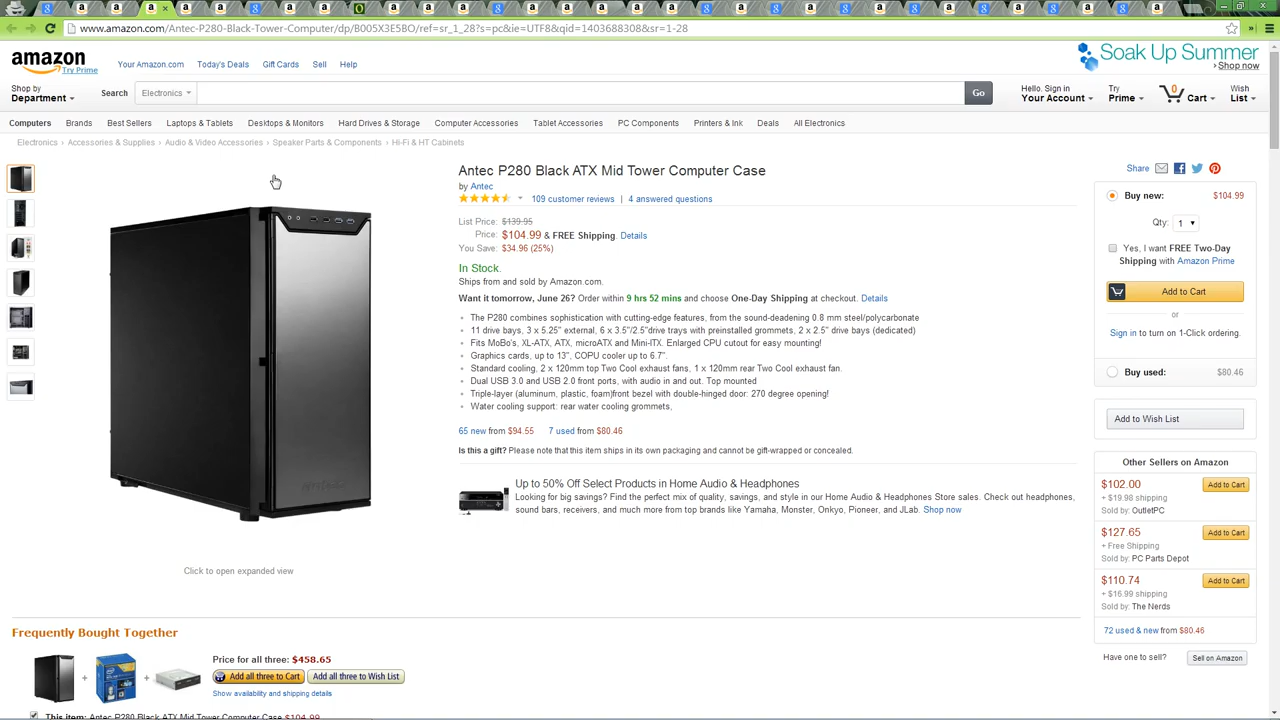 www.amazon.com/Antec-P280-Black-Tower-Computer/dp/B005X3E5BO/ref=sr_1_28?s=pc&ie=UTF8&qid=1403688308&sr=1-28
amazon
Try Prime
Your Amazon.com
Today's Deals
Gift Cards
Sell
Help
Soak Up Summer
› Shop now
Shop by
Department
Search
Electronics
Go
Hello. Sign in
Your Account
Try
Prime
0
Cart
Wish
List
Computers
Brands
Best Sellers
Laptops & Tablets
Desktops & Monitors
Hard Drives & Storage
Computer Accessories
Tablet Accessories
PC Components
Printers & Ink
Deals
All Electronics
Electronics › Accessories & Supplies › Audio & Video Accessories › Speaker Parts & Components › Hi-Fi & HT Cabinets
Antec P280 Black ATX Mid Tower Computer Case
by Antec
109 customer reviews | 4 answered questions
List Price: $139.95
Price: $104.99 & FREE Shipping. Details
You Save: $34.96 (25%)
In Stock.
Ships from and sold by Amazon.com.
Want it tomorrow, June 26? Order within 9 hrs 52 mins and choose One-Day Shipping at checkout. Details
The P280 combines sophistication with cutting-edge features, from the sound-deadening 0.8 mm steel/polycarbonate
11 drive bays, 3 x 5.25" external, 6 x 3.5"/2.5"drive trays with preinstalled grommets, 2 x 2.5" drive bays (dedicated)
Fits MoBo's, XL-ATX, ATX, microATX and Mini-ITX. Enlarged CPU cutout for easy mounting!
Graphics cards, up to 13", COPU cooler up to 6.7".
Standard cooling, 2 x 120mm top Two Cool exhaust fans, 1 x 120mm rear Two Cool exhaust fan.
Dual USB 3.0 and USB 2.0 front ports, with audio in and out. Top mounted
Triple-layer (aluminum, plastic, foam)front bezel with double-hinged door: 270 degree opening!
Water cooling support: rear water cooling grommets,
65 new from $94.55 7 used from $80.46
Is this a gift? Please note that this item ships in its own packaging and cannot be gift-wrapped or concealed.
Up to 50% Off Select Products in Home Audio & Headphones
Looking for big savings? Find the perfect mix of quality, savings, and style in our Home Audio & Headphones Store sales. Check out headphones,
sound bars, receivers, and much more from top brands like Yamaha, Monster, Onkyo, Pioneer, and JLab. Shop now
Click to open expanded view
Share
Buy new: $104.99
Qty: 1
Yes, I want FREE Two-Day
Shipping with Amazon Prime
Add to Cart
or
Sign in to turn on 1-Click ordering.
Buy used: $80.46
Add to Wish List
Other Sellers on Amazon
$102.00 Add to Cart
+ $19.98 shipping
Sold by: OutletPC
$127.65 Add to Cart
+ Free Shipping
Sold by: PC Parts Depot
$110.74 Add to Cart
+ $16.99 shipping
Sold by: The Nerds
72 used & new from $80.46
Have one to sell? Sell on Amazon
Frequently Bought Together
Price for all three: $458.65
Add all three to Cart
Add all three to Wish List
Show availability and shipping details
This item: Antec P280 Black ATX Mid Tower Computer Case $104.99